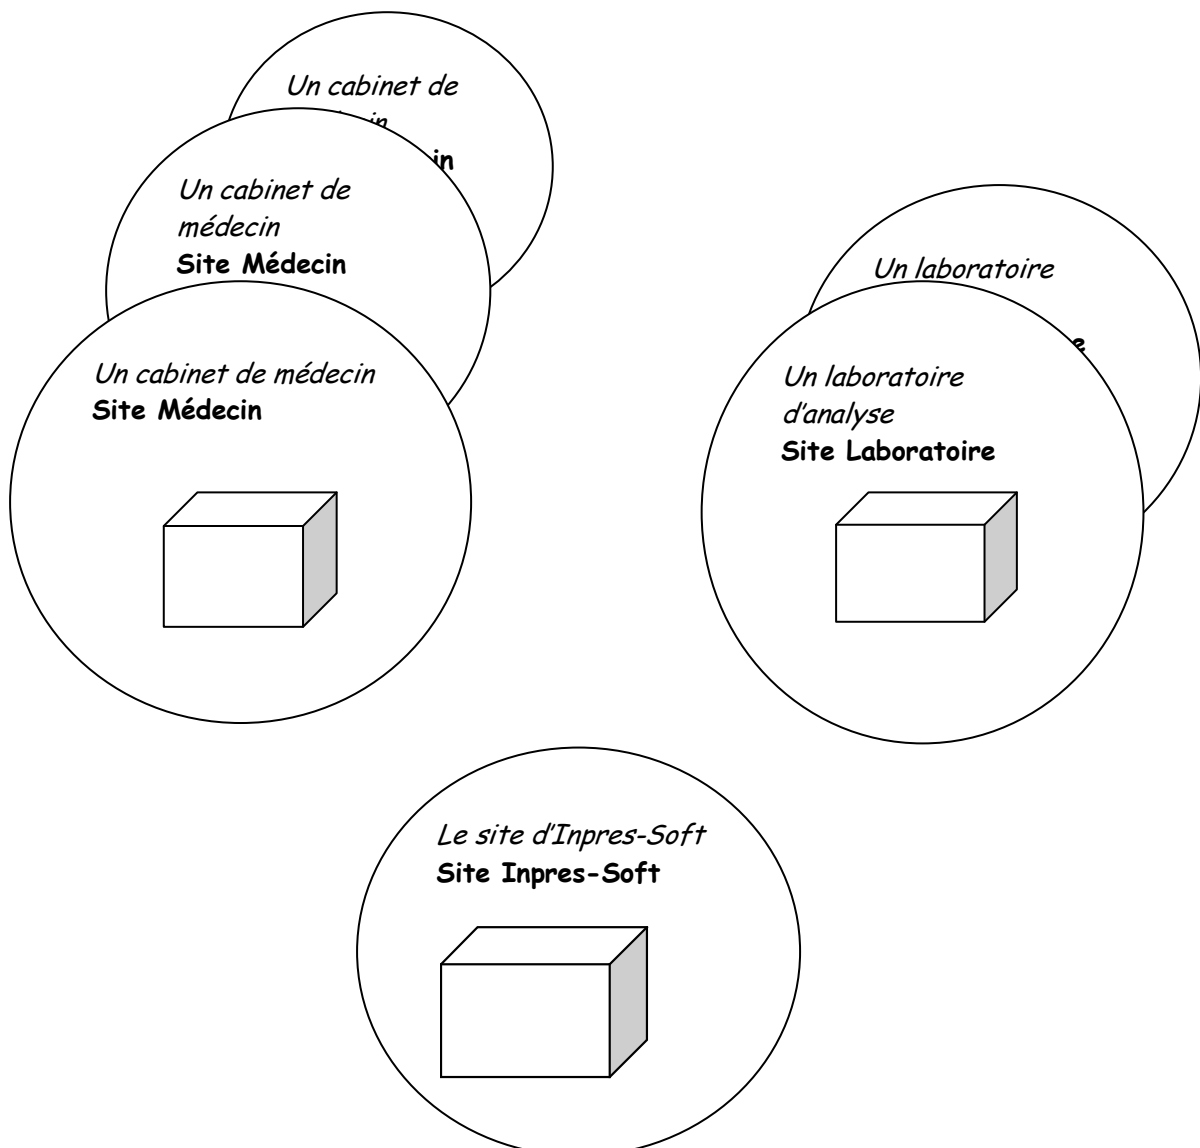 Un cabinet de
in
Un cabinet de
médecin
Site Médecin
Un cabinet de médecin
Site Médecin
Un laboratoire
e
Un laboratoire
d'analyse
Site Laboratoire
Le site d'Inpres-Soft
Site Inpres-Soft